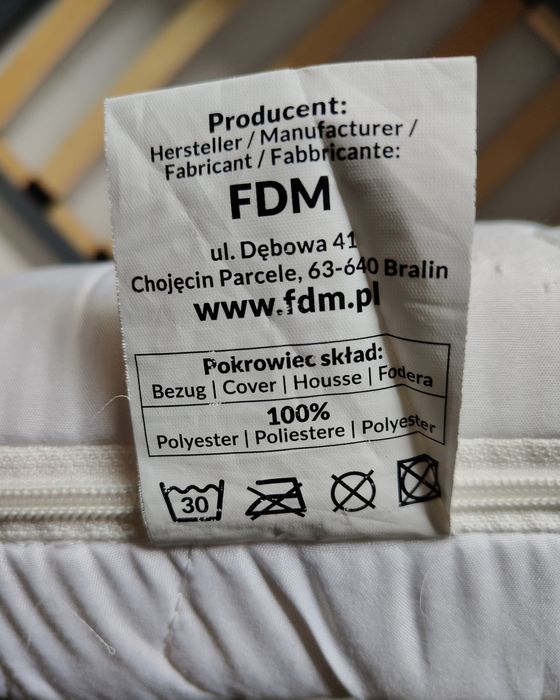 Producent:
Hersteller / Manufacturer /
Fabricant / Fabbricante:
FDM
ul. Dębowa 41
Chojęcin Parcele, 63-640 Bralin
www.fdm.pl
Pokrowiec skład:
Bezug | Cover | Housse | Fodera
100%
Polyester | Poliestere | Polyester
30